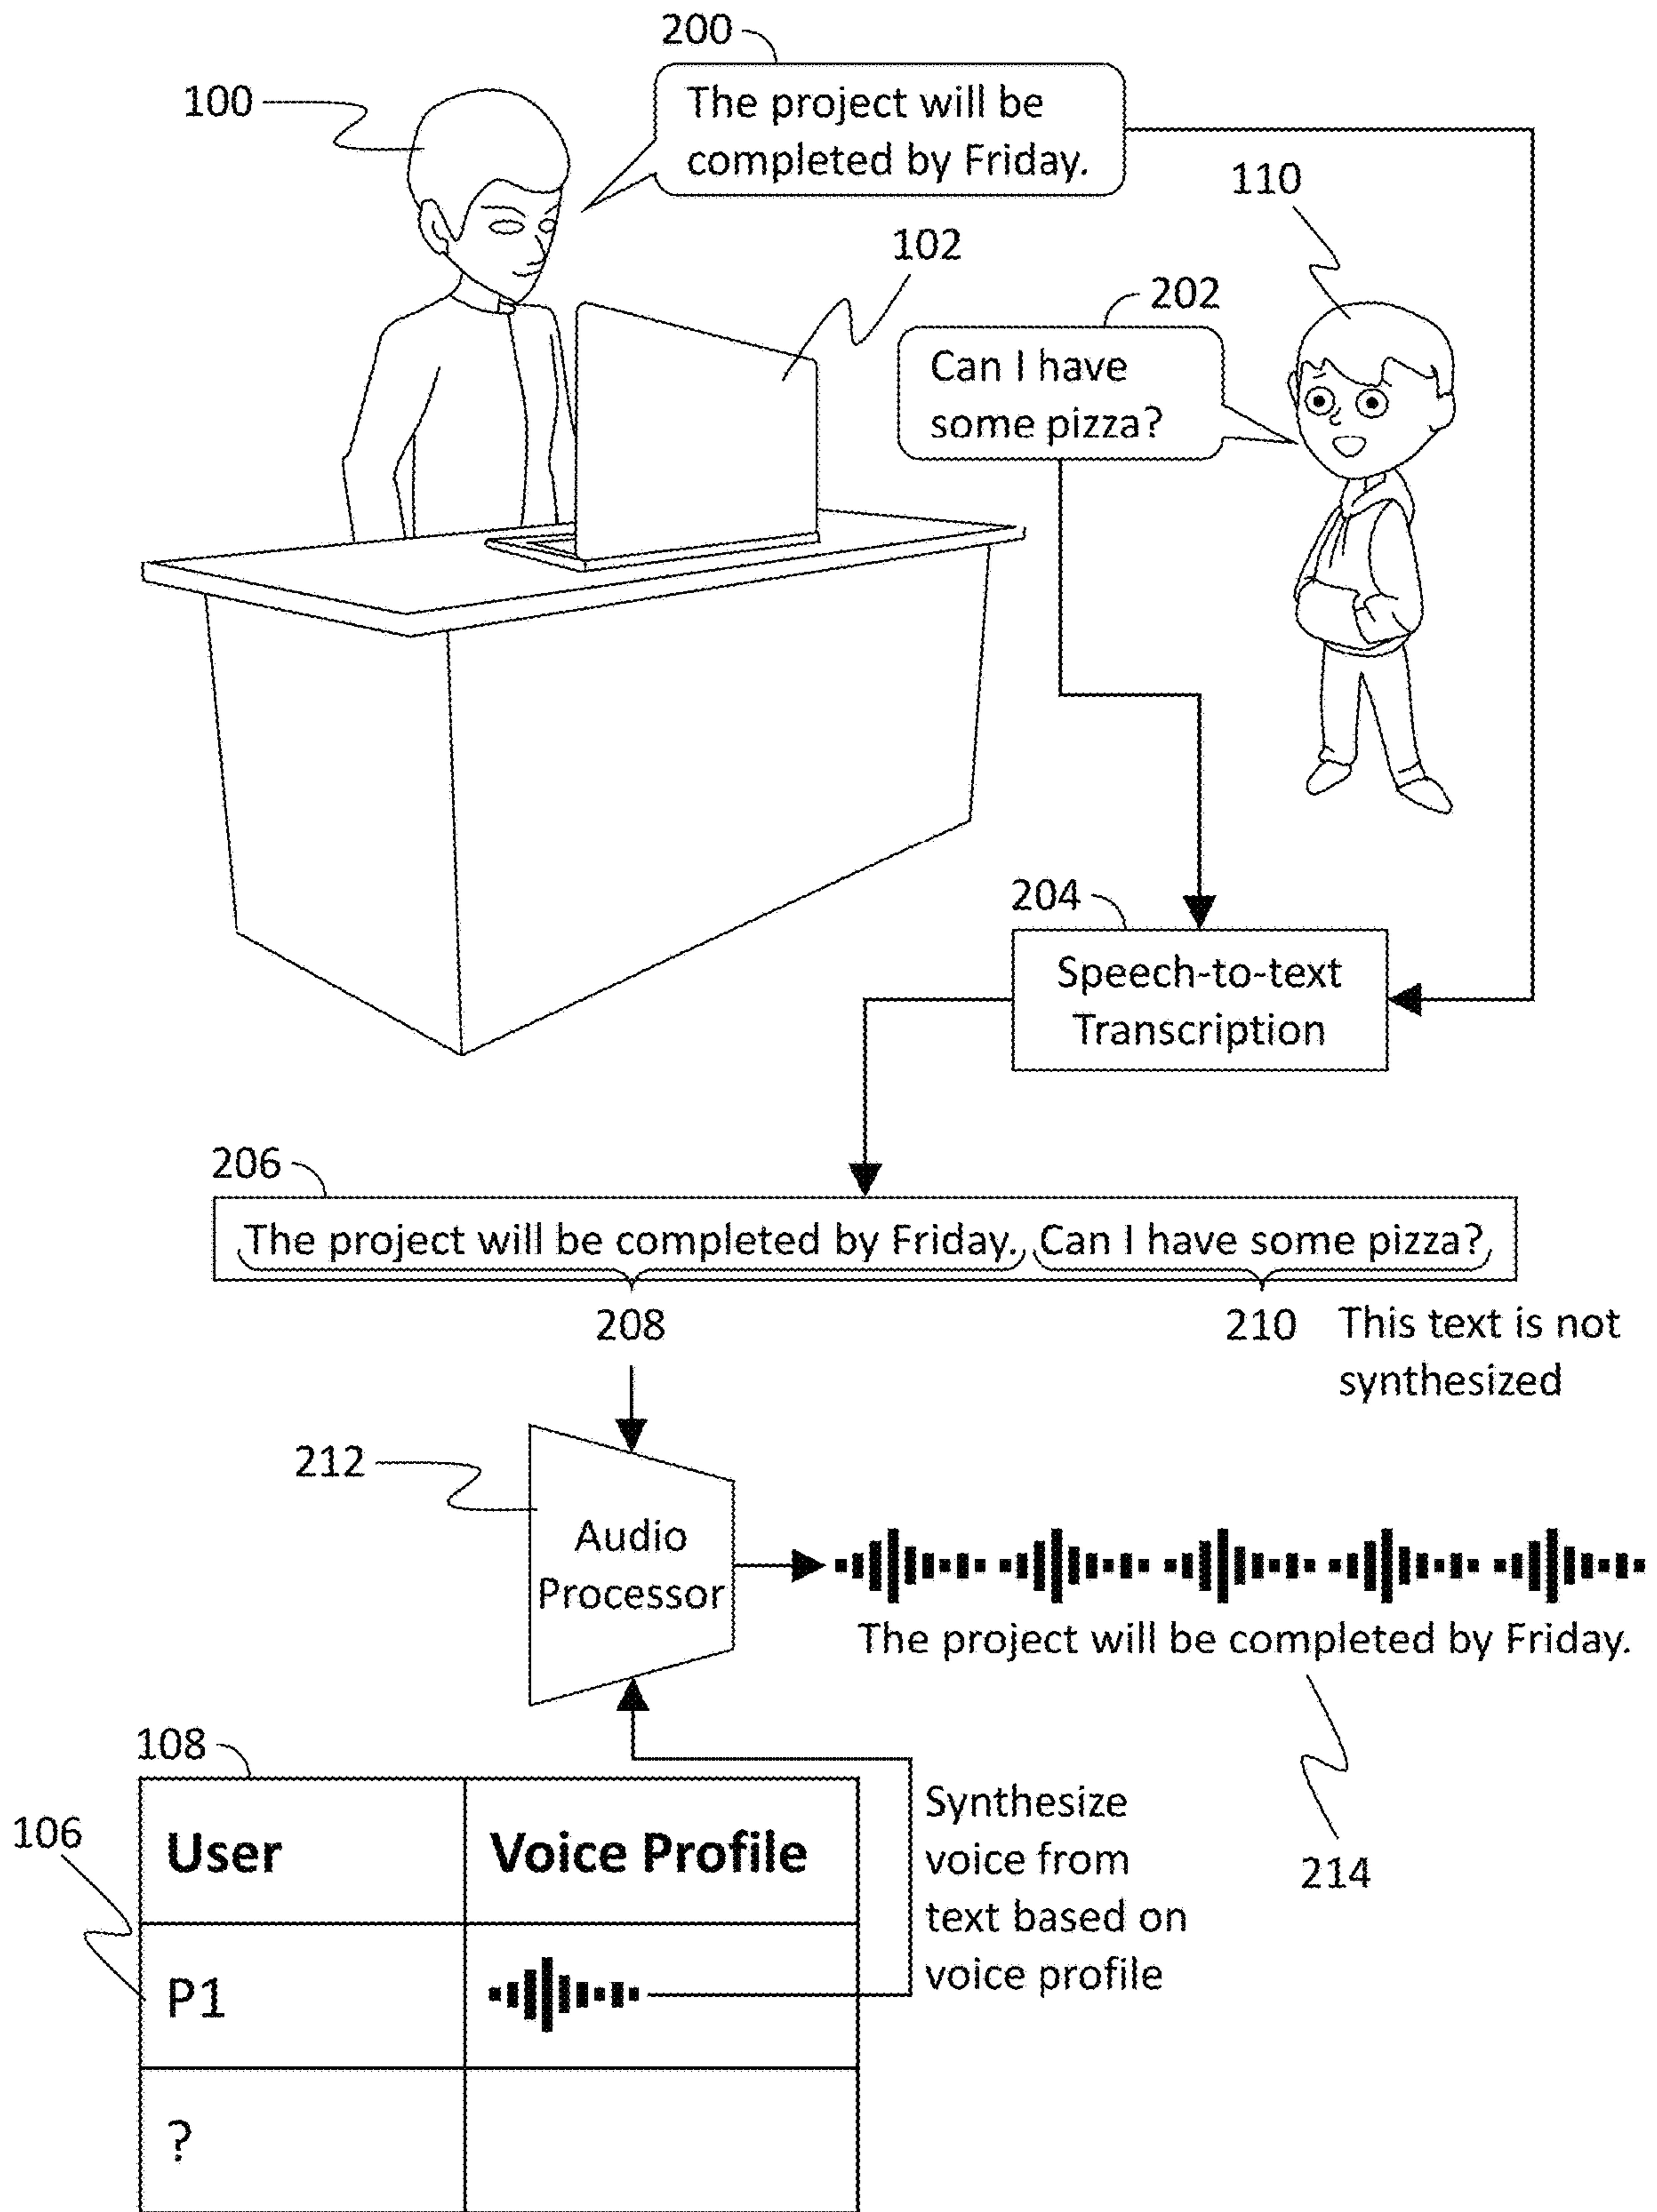 200
The project will be
completed by Friday.
100
110
102
202
Can I have
some pizza?
204
Speech-to-text
Transcription
206
The project will be completed by Friday. Can I have some pizza?
208
210
This text is not
synthesized
212
Audio
Processor
The project will be completed by Friday.
214
108
106
User
Voice Profile
P1
?
Synthesize
voice from
text based on
voice profile